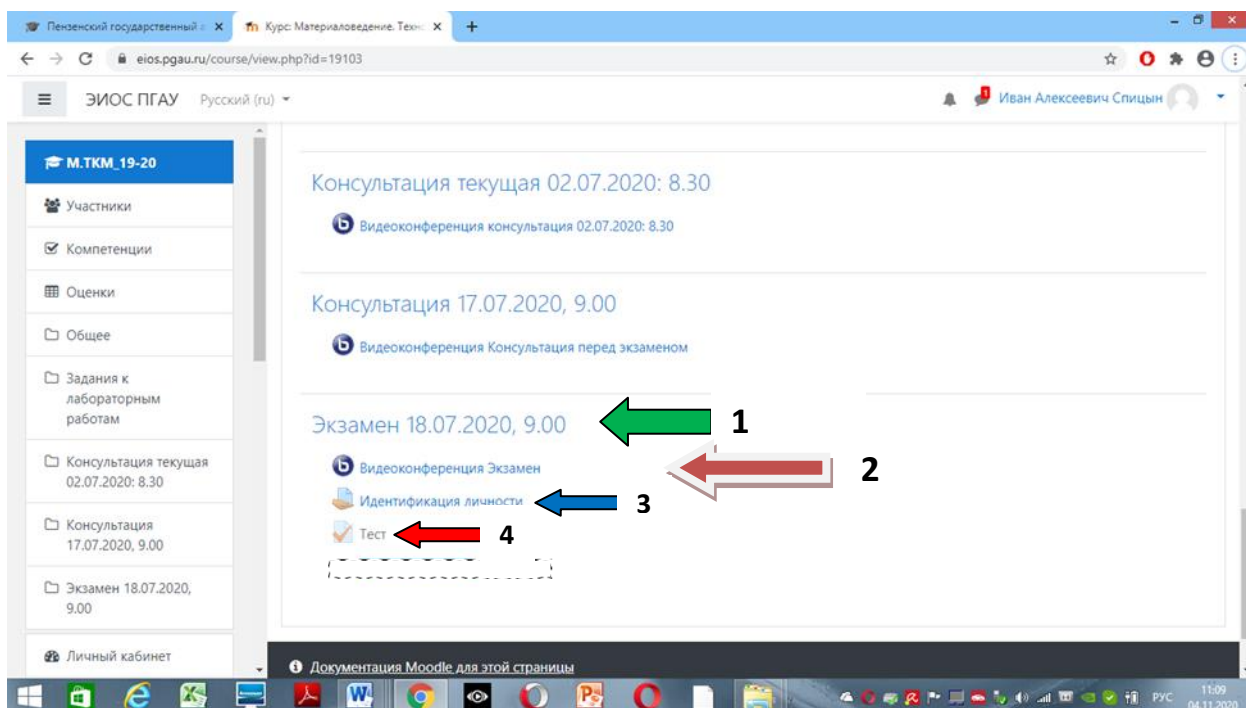 Пензенский государственный а
Курс: Материаловедение. Техно
eios.pgau.ru/course/view.php?id=19103
ЭИОС ПГАУ Русский (ru)
1 Иван Алексеевич Спицын
М.ТКМ_19-20
Участники
Компетенции
Оценки
Общее
Задания к
лабораторным
работам
Консультация текущая
02.07.2020: 8.30
Консультация
17.07.2020, 9.00
Экзамен 18.07.2020,
9.00
Личный кабинет
Консультация текущая 02.07.2020: 8.30
Видеоконференция консультация 02.07.2020: 8.30
Консультация 17.07.2020, 9.00
Видеоконференция Консультация перед экзаменом
Экзамен 18.07.2020, 9.00 1
Видеоконференция Экзамен 2
Идентификация личности 3
Тест 4
Документация Moodle для этой страницы
РУС 11:09
04.11.2020